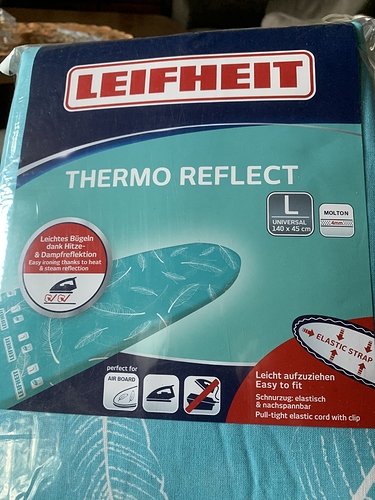 LEIFHEIT
THERMO REFLECT
L
UNIVERSAL
140 x 45 cm
MOLTON
4mm
Leichtes Bügeln
dank Hitze-
& Dampfreflektion
Easy ironing thanks to heat
& steam reflection
perfect for
AIR BOARD
ELASTIC STRAP
Leicht aufzuziehen
Easy to fit
Schnurzug: elastisch
& nachspannbar
Pull-tight elastic cord with clip